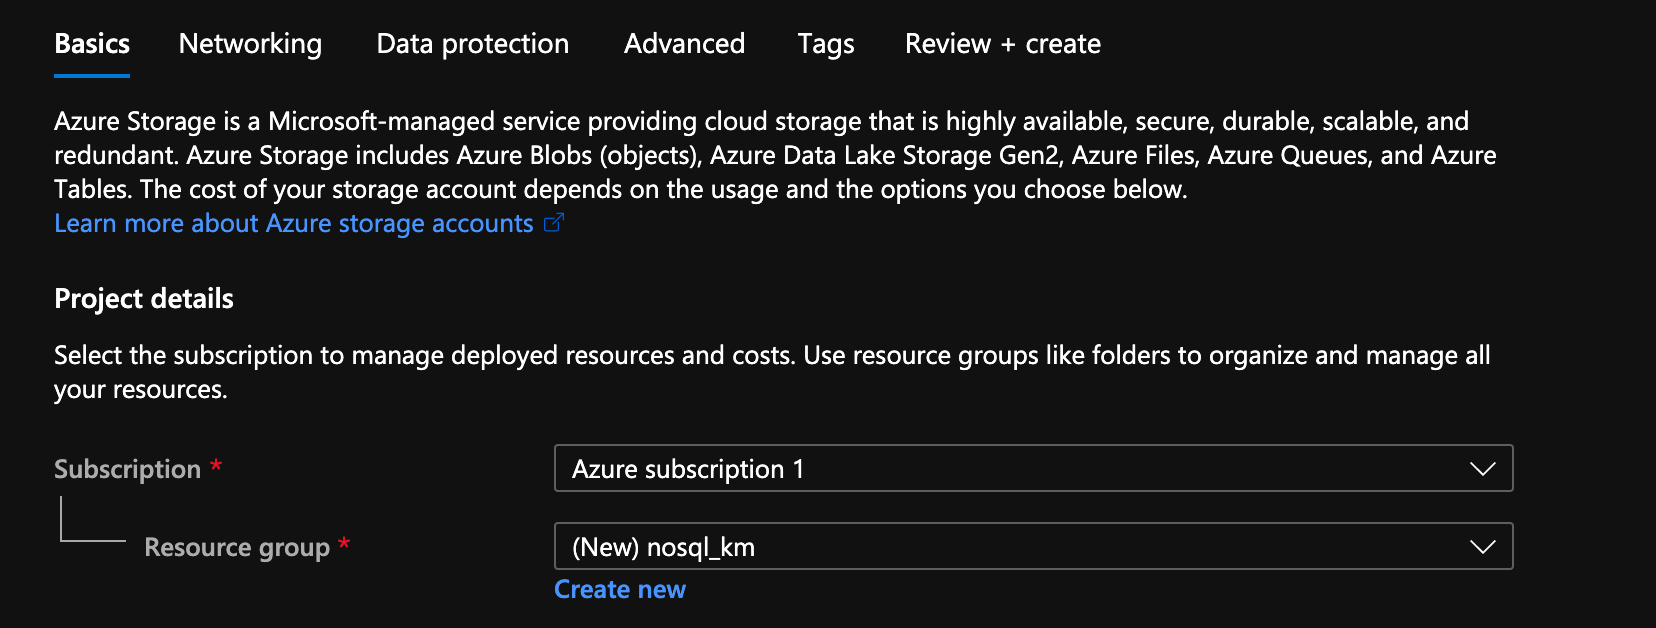 Basics Networking Data protection Advanced Tags Review + create
Azure Storage is a Microsoft-managed service providing cloud storage that is highly available, secure, durable, scalable, and
redundant. Azure Storage includes Azure Blobs (objects), Azure Data Lake Storage Gen2, Azure Files, Azure Queues, and Azure
Tables. The cost of your storage account depends on the usage and the options you choose below.
Learn more about Azure storage accounts
Project details
Select the subscription to manage deployed resources and costs. Use resource groups like folders to organize and manage all
your resources.
Subscription * Azure subscription 1
Resource group * (New) nosql_km
Create new